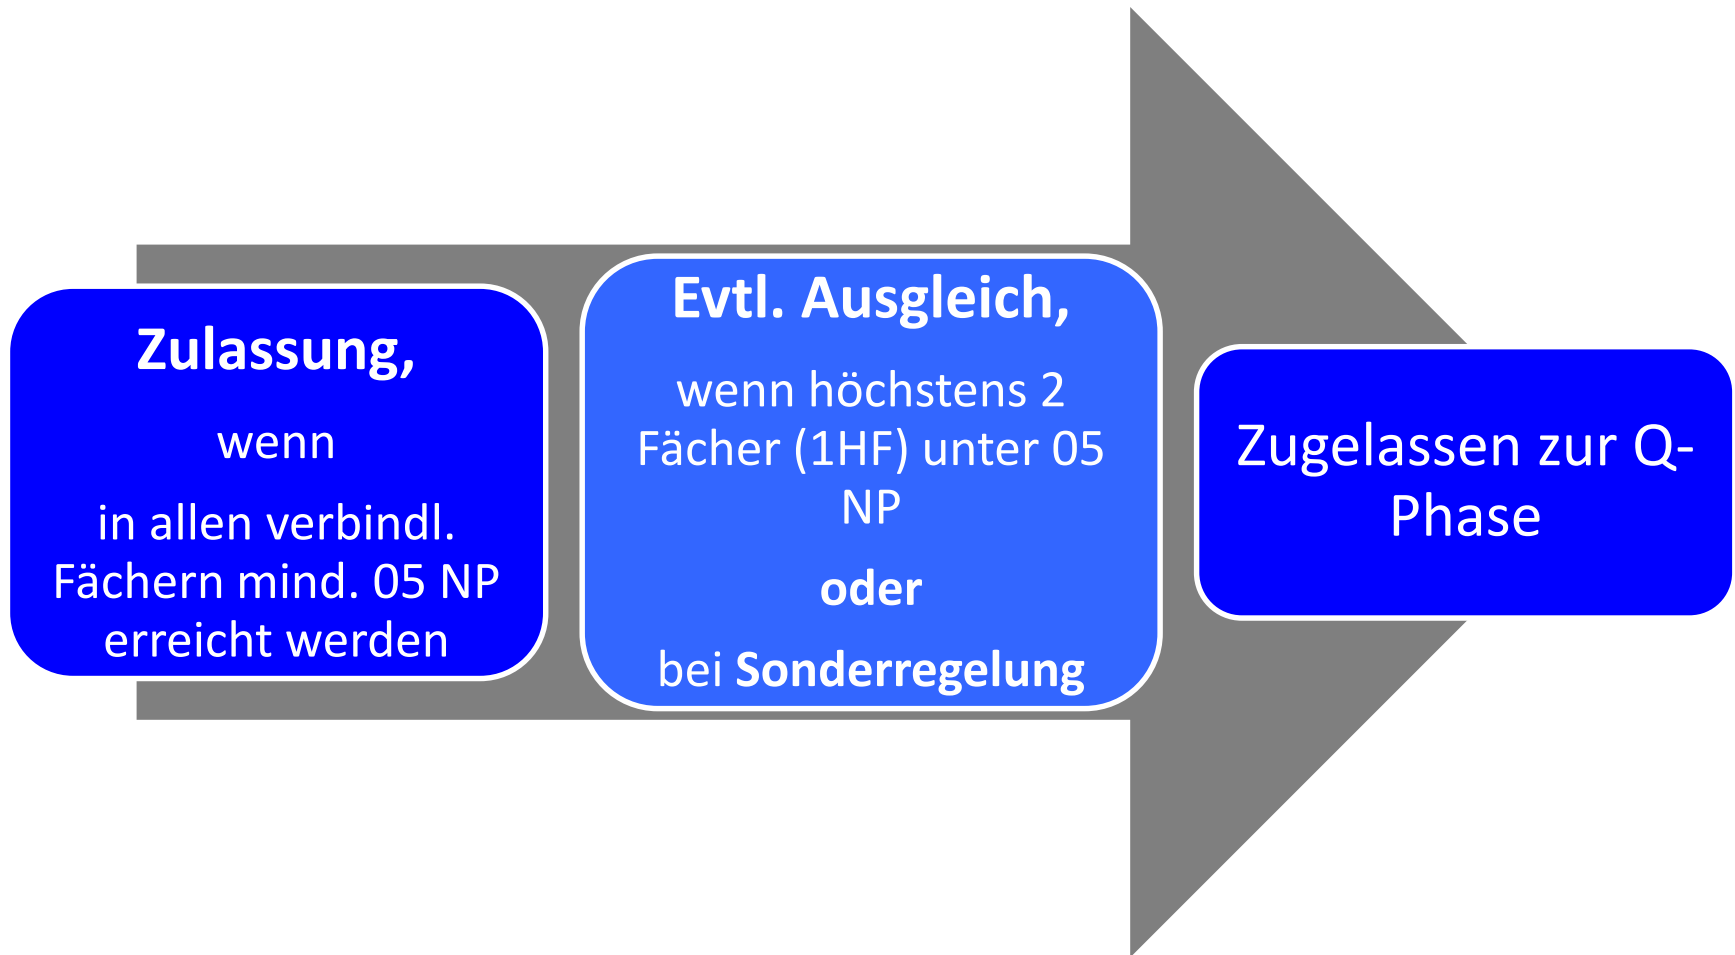 Zulassung,
wenn
in allen verbindl.
Fächern mind. 05 NP
erreicht werden
Evtl. Ausgleich,
wenn höchstens 2
Fächer (1HF) unter 05
NP
oder
bei Sonderregelung
Zugelassen zur Q-
Phase